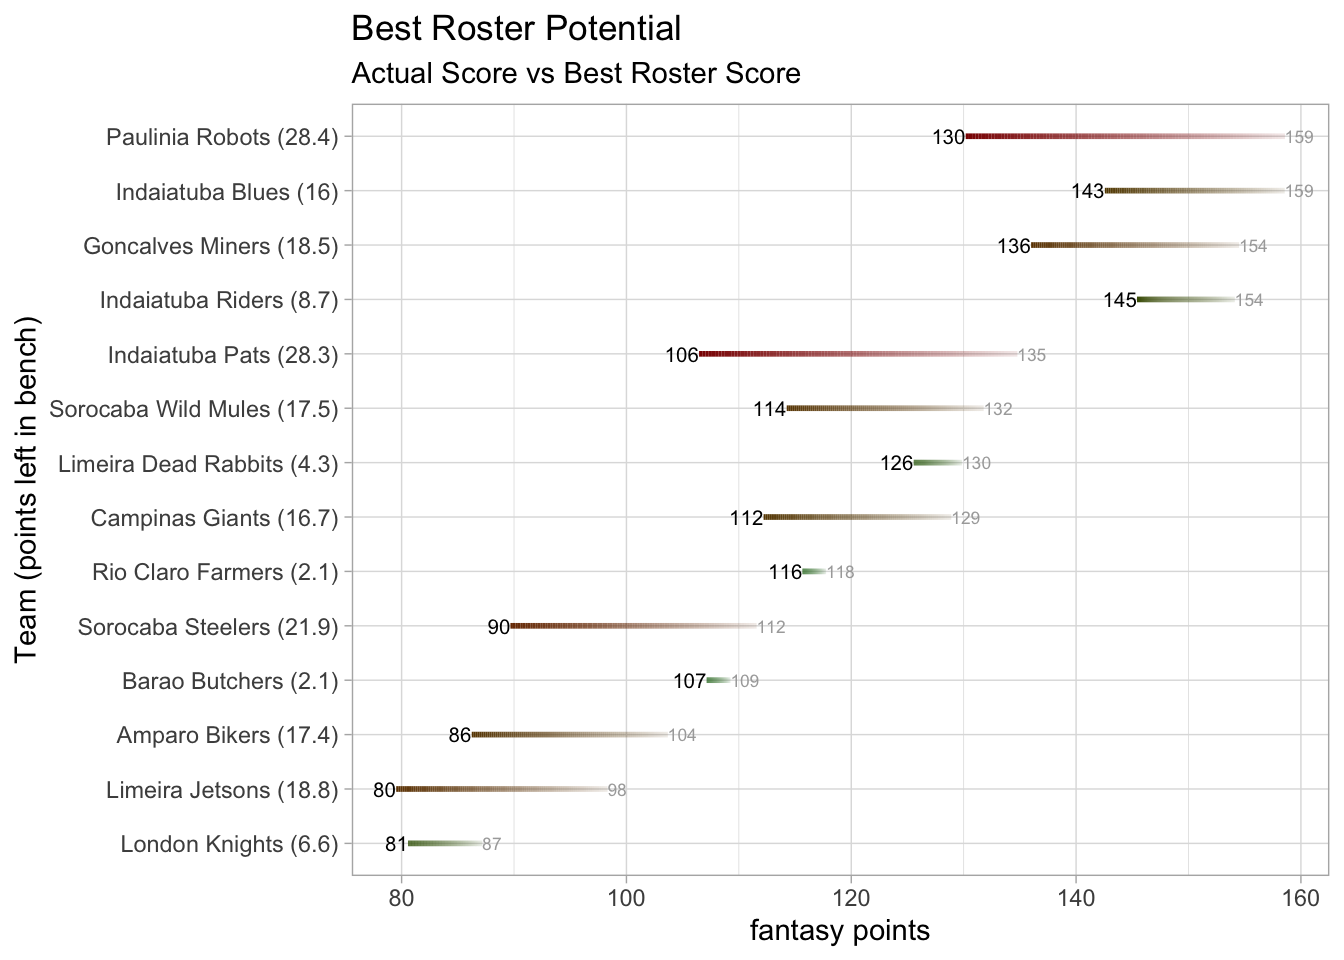 Best Roster Potential
Actual Score vs Best Roster Score
Team (points left in bench)
Paulinia Robots (28.4) 130 159
Indaiatuba Blues (16) 143 159
Goncalves Miners (18.5) 136 154
Indaiatuba Riders (8.7) 145 154
Indaiatuba Pats (28.3) 106 135
Sorocaba Wild Mules (17.5) 114 132
Limeira Dead Rabbits (4.3) 126 130
Campinas Giants (16.7) 112 129
Rio Claro Farmers (2.1) 116 118
Sorocaba Steelers (21.9) 90 112
Barao Butchers (2.1) 107 109
Amparo Bikers (17.4) 86 104
Limeira Jetsons (18.8) 80 98
London Knights (6.6) 81 87
80 100 120 140 160
fantasy points